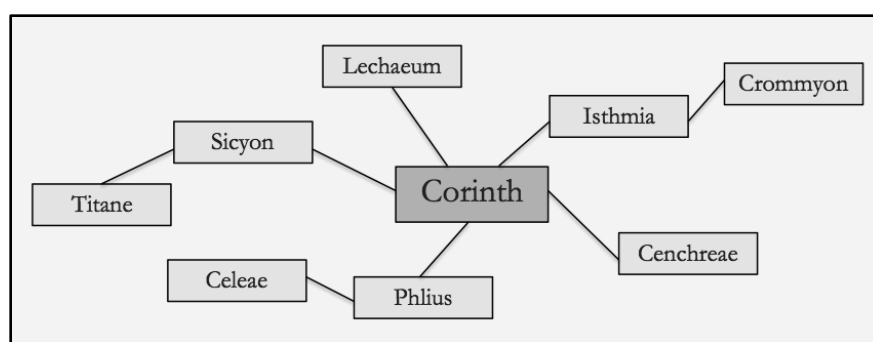 Lechaeum
Crommyon
Isthmia
Sicyon
Corinth
Titane
Cenchreae
Celeae
Phlius